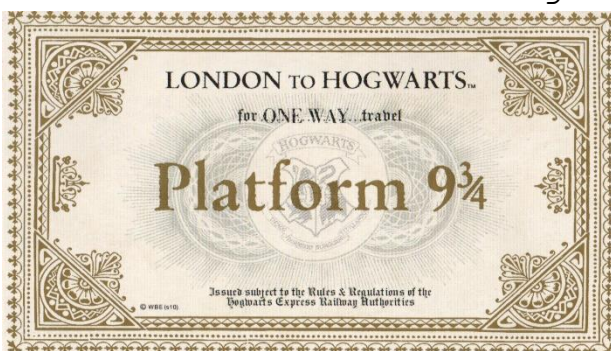 LONDON TO HOGWARTS™
for ONE WAY...travel
HOGWARTS
Platform 9¾
Issued subject to the Rules & Regulations of the
Hogwarts Express Railway Authorities
© WBEI (s10)